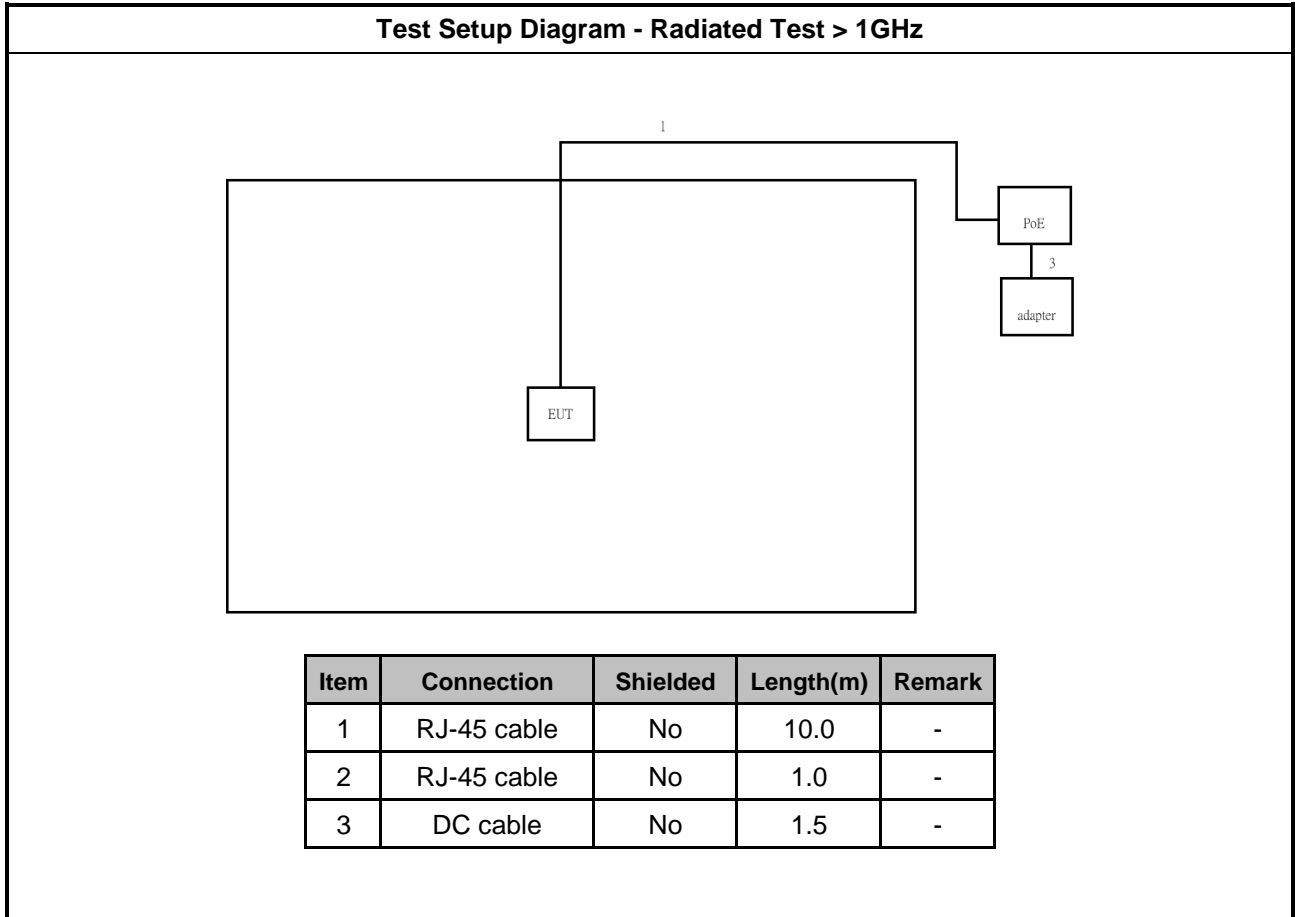 Test Setup Diagram - Radiated Test > 1GHz
1
PoE
3
adapter
EUT
Item Connection Shielded Length(m) Remark
1 RJ-45 cable No 10.0 -
2 RJ-45 cable No 1.0 -
3 DC cable No 1.5 -